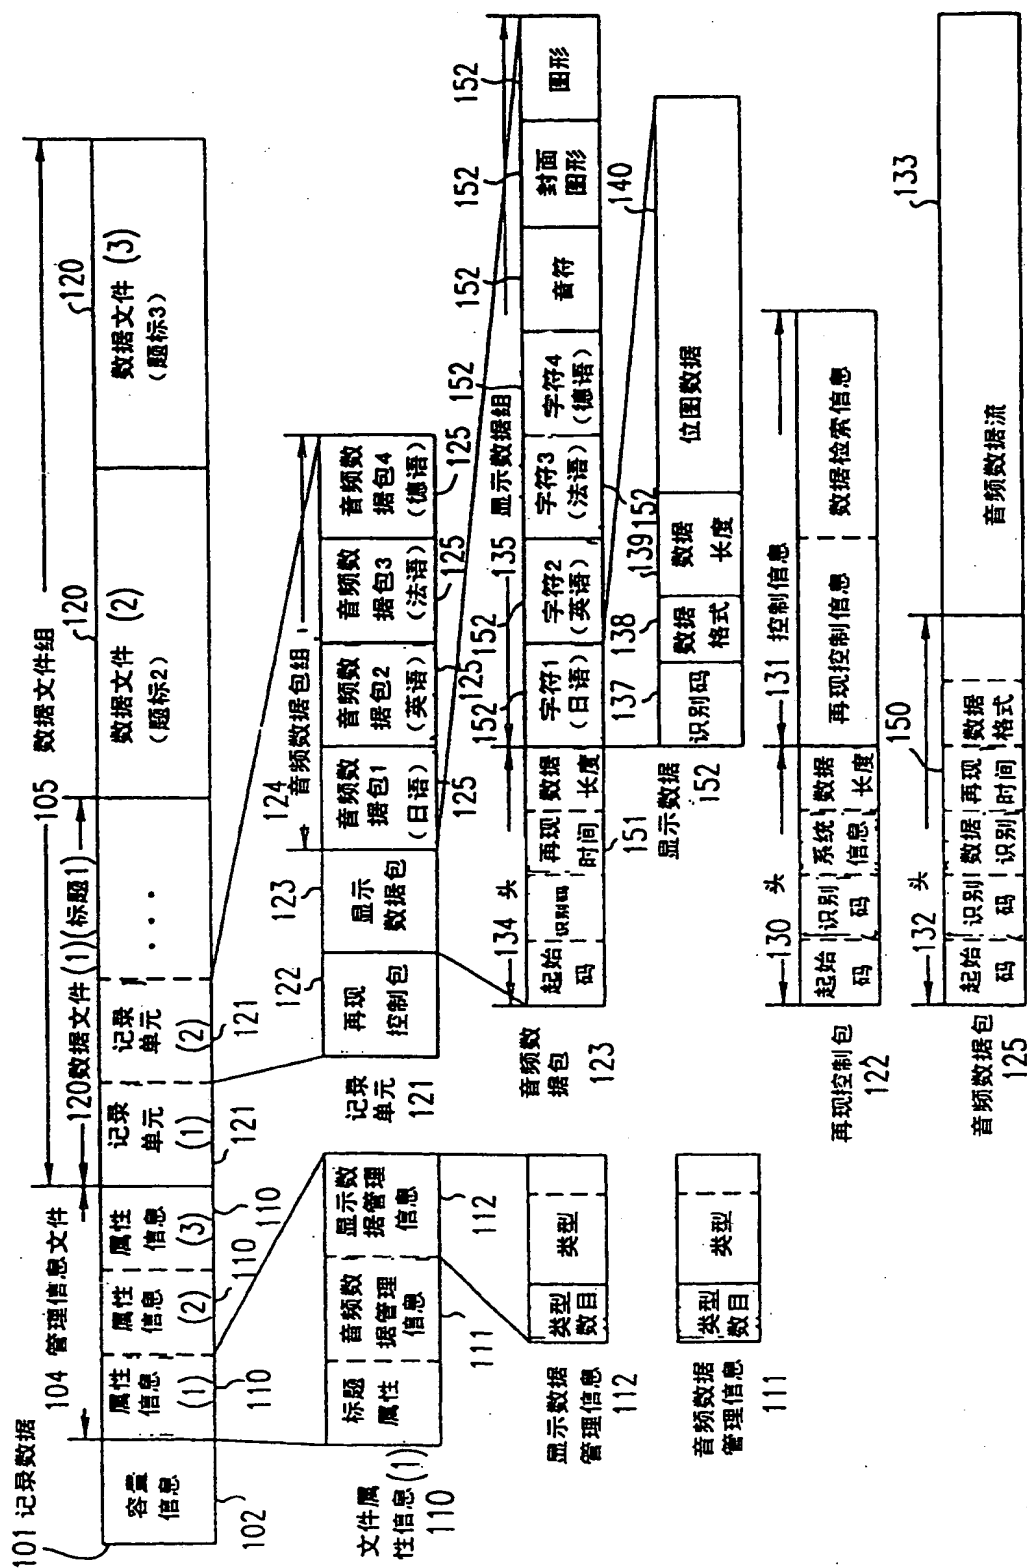 101 记录数据
104 管理信息文件
105 数据文件组
120 数据文件(1)(标题1)
120
120
容量
信息
102
属性
信息
(1)
110
属性
信息
(2)
110
属性
信息
(3)
110
记录
单元
(1)
121
记录
单元
(2)
121
· · · ·
数据文件 (2)
(题标2)
数据文件 (3)
(题标3)
文件属
性信息(1)
110
标题
属性
音频数
据管理
信息
111
显示数
据管理
信息
112
记录
单元
121
再现
控制包
122
显示
数据包
123
124
音频数据包组
音频数
据包1
(日语)
125
音频数
据包2
(英语)
125
音频数
据包3
(法语)
125
音频数
据包4
(德语)
125
显示数据
管理信息
112
类型
数目
类型
音频数据
管理信息
111
类型
数目
类型
音频数
据包
123
134 头
135 显示数据组
起始
码
识别码
再现
时间
数据
长度
151
字符1
(日语)
152
字符2
(英语)
152
字符3
(法语)
152
字符4
(德语)
152
音符
152
封面
图形
152
图形
152
显示数据
152
识别码
137
数据
格式
138
数据
长度
139
位图数据
140
再现控制包
122
130 头
131 控制信息
起始
码
识别
码
系统
信息
数据
长度
再现控制信息
数据检索信息
音频数据包
125
132 头
150
133
起始
码
识别
码
数据
识别
再现
时间
数据
格式
音频数据流